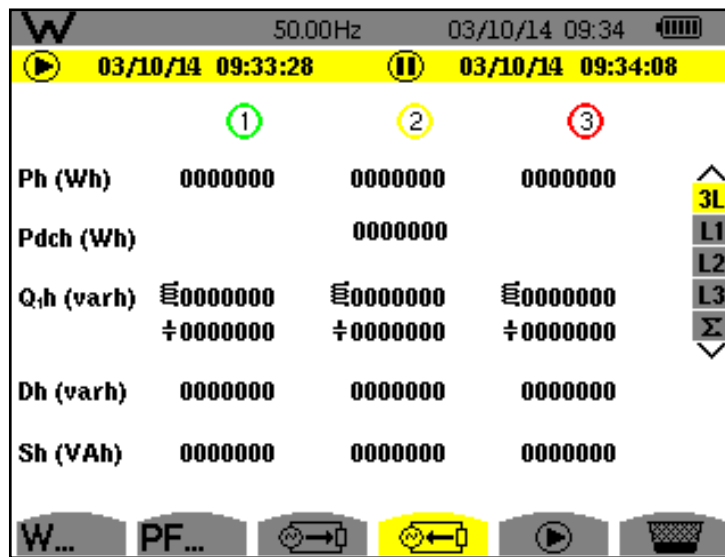 W 50.00Hz 03/10/14 09:34
03/10/14 09:33:28 03/10/14 09:34:08
1 2 3
Ph (Wh) 0000000 0000000 0000000
3L
Pdch (Wh) 0000000
L1
L2
Q₁h (varh) 0000000 0000000 0000000
L3
0000000 0000000 0000000
Σ
Dh (varh) 0000000 0000000 0000000
Sh (VAh) 0000000 0000000 0000000
W... PF...